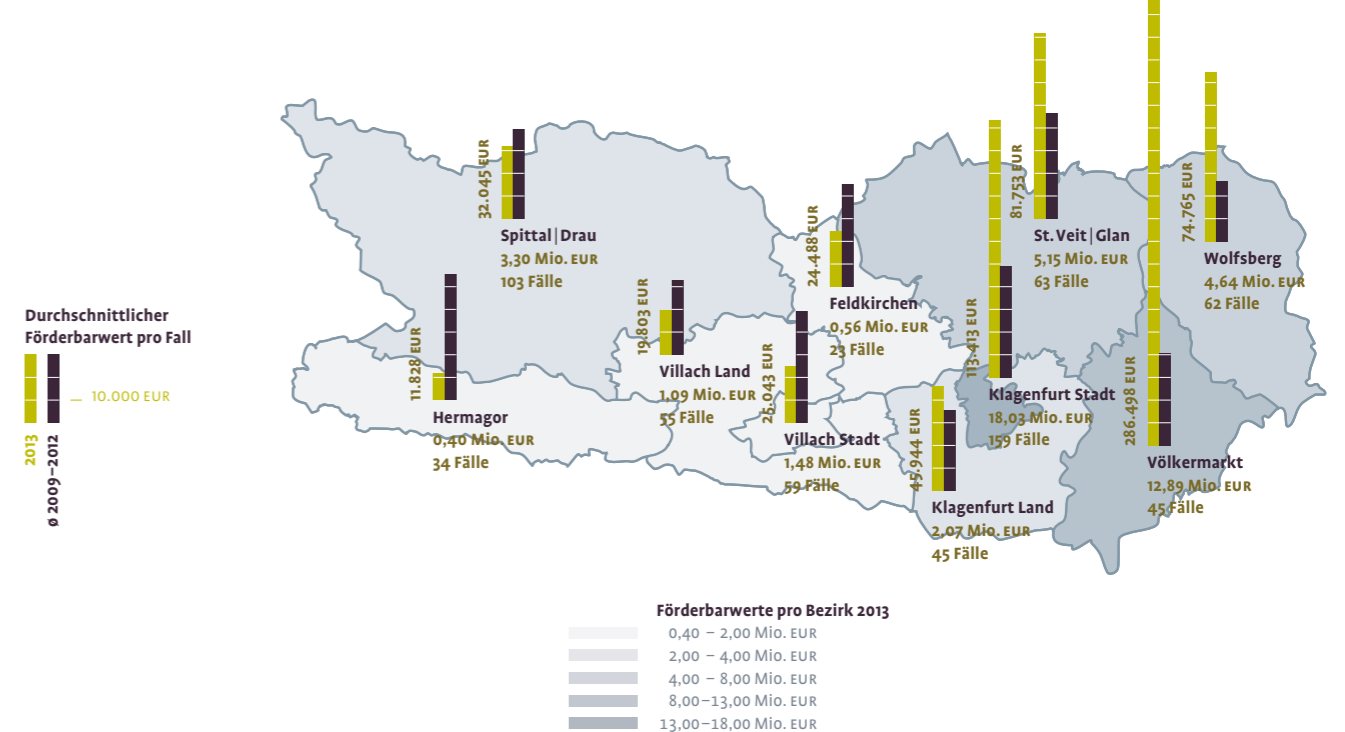 Durchschnittlicher
Förderbarwert pro Fall
10.000 EUR
2013
ø 2009–2012
32.045 EUR
Spittal|Drau
3,30 Mio. EUR
103 Fälle
11.828 EUR
Hermagor
0,40 Mio. EUR
34 Fälle
19.803 EUR
Villach Land
1,09 Mio. EUR
55 Fälle
25.043 EUR
Villach Stadt
1,48 Mio. EUR
59 Fälle
24.488 EUR
Feldkirchen
0,56 Mio. EUR
23 Fälle
81.753 EUR
St. Veit|Glan
5,15 Mio. EUR
63 Fälle
74.765 EUR
Wolfsberg
4,64 Mio. EUR
62 Fälle
113.413 EUR
Klagenfurt Stadt
18,03 Mio. EUR
159 Fälle
45.944 EUR
Klagenfurt Land
2,07 Mio. EUR
45 Fälle
286.498 EUR
Völkermarkt
12,89 Mio. EUR
45 Fälle
Förderbarwerte pro Bezirk 2013
0,40 – 2,00 Mio. EUR
2,00 – 4,00 Mio. EUR
4,00 – 8,00 Mio. EUR
8,00–13,00 Mio. EUR
13,00–18,00 Mio. EUR